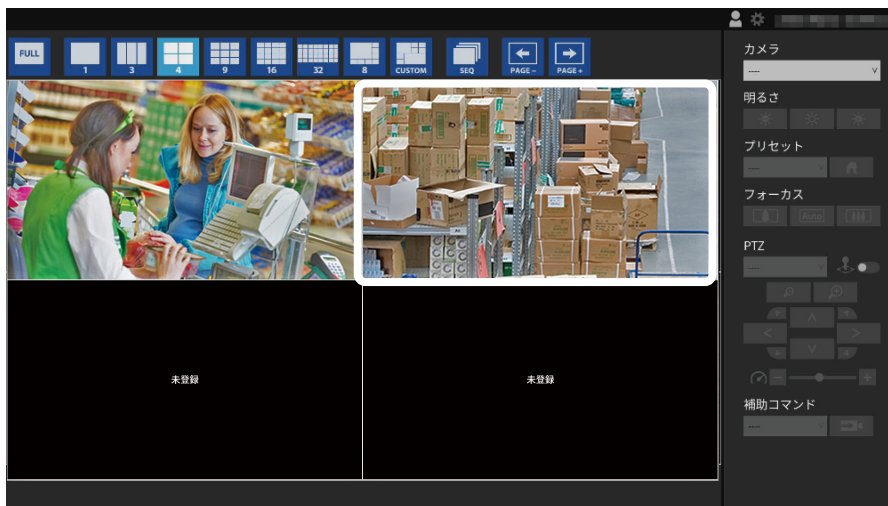 FULL
1
3
4
9
16
32
8
CUSTOM
SEQ
PAGE−
PAGE+
カメラ
----
明るさ
プリセット
----
フォーカス
Auto
PTZ
----
補助コマンド
----
未登録
未登録